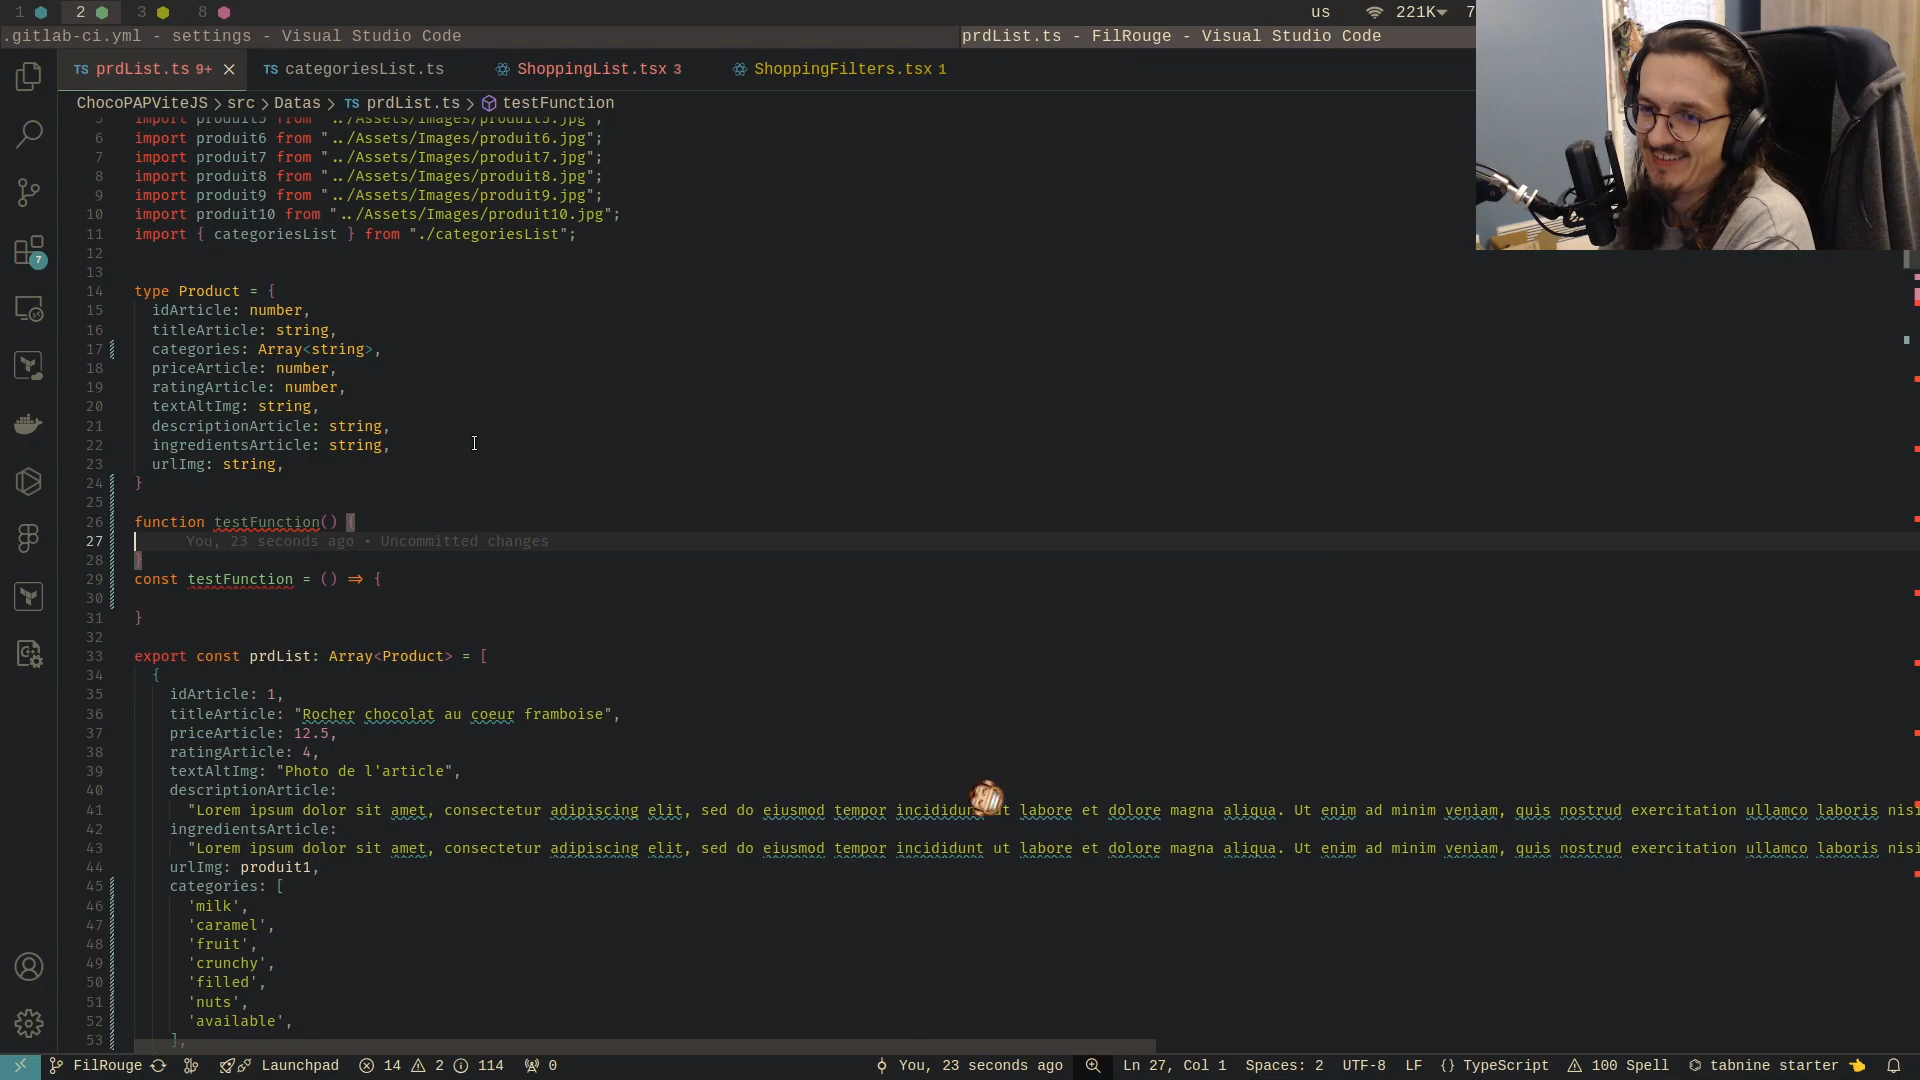 1 2 3 8 us 221K 7
.gitlab-ci.yml - settings - Visual Studio Code prdList.ts - FilRouge - Visual Studio Code
TS prdList.ts 9+ TS categoriesList.ts ShoppingList.tsx 3 ShoppingFilters.tsx 1
ChocoPAPViteJS > src > Datas > TS prdList.ts > testFunction
5 import produit5 from "../Assets/Images/produit5.jpg";
6 import produit6 from "../Assets/Images/produit6.jpg";
7 import produit7 from "../Assets/Images/produit7.jpg";
8 import produit8 from "../Assets/Images/produit8.jpg";
9 import produit9 from "../Assets/Images/produit9.jpg";
10 import produit10 from "../Assets/Images/produit10.jpg";
11 import { categoriesList } from "./categoriesList";
12
13
14 type Product = {
15 idArticle: number,
16 titleArticle: string,
17 categories: Array<string>,
18 priceArticle: number,
19 ratingArticle: number,
20 textAltImg: string,
21 descriptionArticle: string,
22 ingredientsArticle: string,
23 urlImg: string,
24 }
25
26 function testFunction() {
27 You, 23 seconds ago • Uncommitted changes
28 }
29 const testFunction = () => {
30
31 }
32
33 export const prdList: Array<Product> = [
34 {
35 idArticle: 1,
36 titleArticle: "Rocher chocolat au coeur framboise",
37 priceArticle: 12.5,
38 ratingArticle: 4,
39 textAltImg: "Photo de l'article",
40 descriptionArticle:
41 "Lorem ipsum dolor sit amet, consectetur adipiscing elit, sed do eiusmod tempor incididunt ut labore et dolore magna aliqua. Ut enim ad minim veniam, quis nostrud exercitation ullamco laboris nisi
42 ingredientsArticle:
43 "Lorem ipsum dolor sit amet, consectetur adipiscing elit, sed do eiusmod tempor incididunt ut labore et dolore magna aliqua. Ut enim ad minim veniam, quis nostrud exercitation ullamco laboris nisi
44 urlImg: produit1,
45 categories: [
46 'milk',
47 'caramel',
48 'fruit',
49 'crunchy',
50 'filled',
51 'nuts',
52 'available',
53 ],
7
FilRouge Launchpad 14 2 114 0 You, 23 seconds ago Ln 27, Col 1 Spaces: 2 UTF-8 LF {} TypeScript 100 Spell tabnine starter